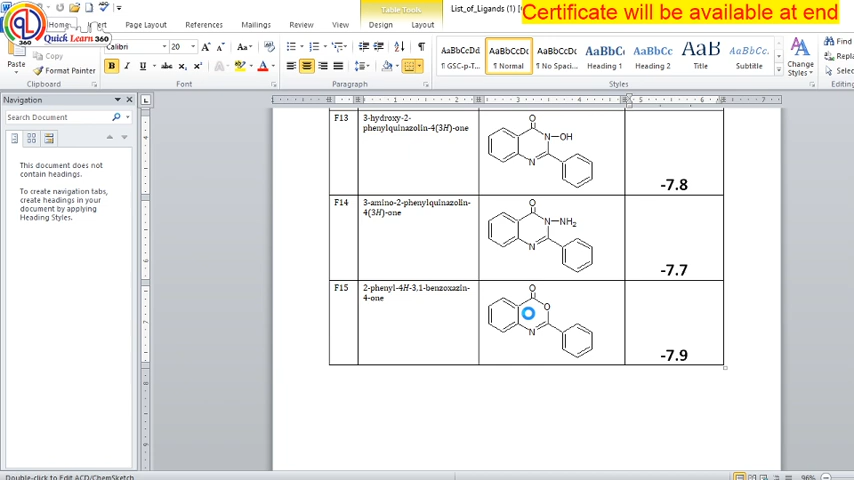 Table Tools
List_of_Ligands (1) [
Certificate will be available at end
Home
Page Layout
References
Mailings
Review
View
Design
Layout
360
Quick Learn 360
Copy
Format Painter
Paste
Clipboard
Calibri
20
Font
Paragraph
AaBbCcDd
AaBbCcDc
AaBbCcDc
AaBbCc
AaBbCc
AaB
AaBbCc.
¶ GSC-p-T...
¶ Normal
¶ No Spaci...
Heading 1
Heading 2
Title
Subtitle
Change
Styles
Styles
Find
Navigation
Search Document
This document does not
contain headings.
To create navigation tabs,
create headings in your
document by applying
Heading Styles.
F13
3-hydroxy-2-
phenylquinazolin-4(3H)-one
O
N
OH
N
-7.8
F14
3-amino-2-phenylquinazolin-
4(3H)-one
O
N
NH2
N
-7.7
F15
2-phenyl-4H-3,1-benzoxazin-
4-one
O
O
N
-7.9
Double-click to Edit ACD/ChemSketch
96%